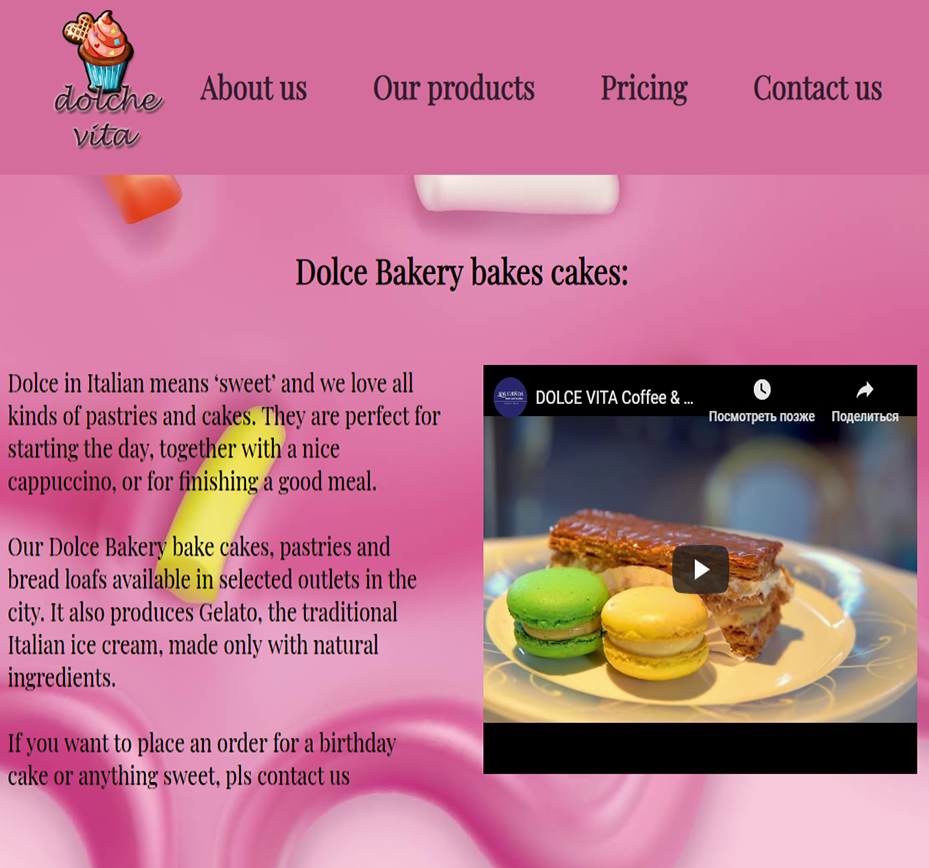 dolche
vita
About us
Our products
Pricing
Contact us
Dolce Bakery bakes cakes:
Dolce in Italian means ‘sweet’ and we love all
kinds of pastries and cakes. They are perfect for
starting the day, together with a nice
cappuccino, or for finishing a good meal.
Our Dolce Bakery bake cakes, pastries and
bread loafs available in selected outlets in the
city. It also produces Gelato, the traditional
Italian ice cream, made only with natural
ingredients.
If you want to place an order for a birthday
cake or anything sweet, pls contact us
DOLCE VITA Coffee & ...
Посмотреть позже
Поделиться